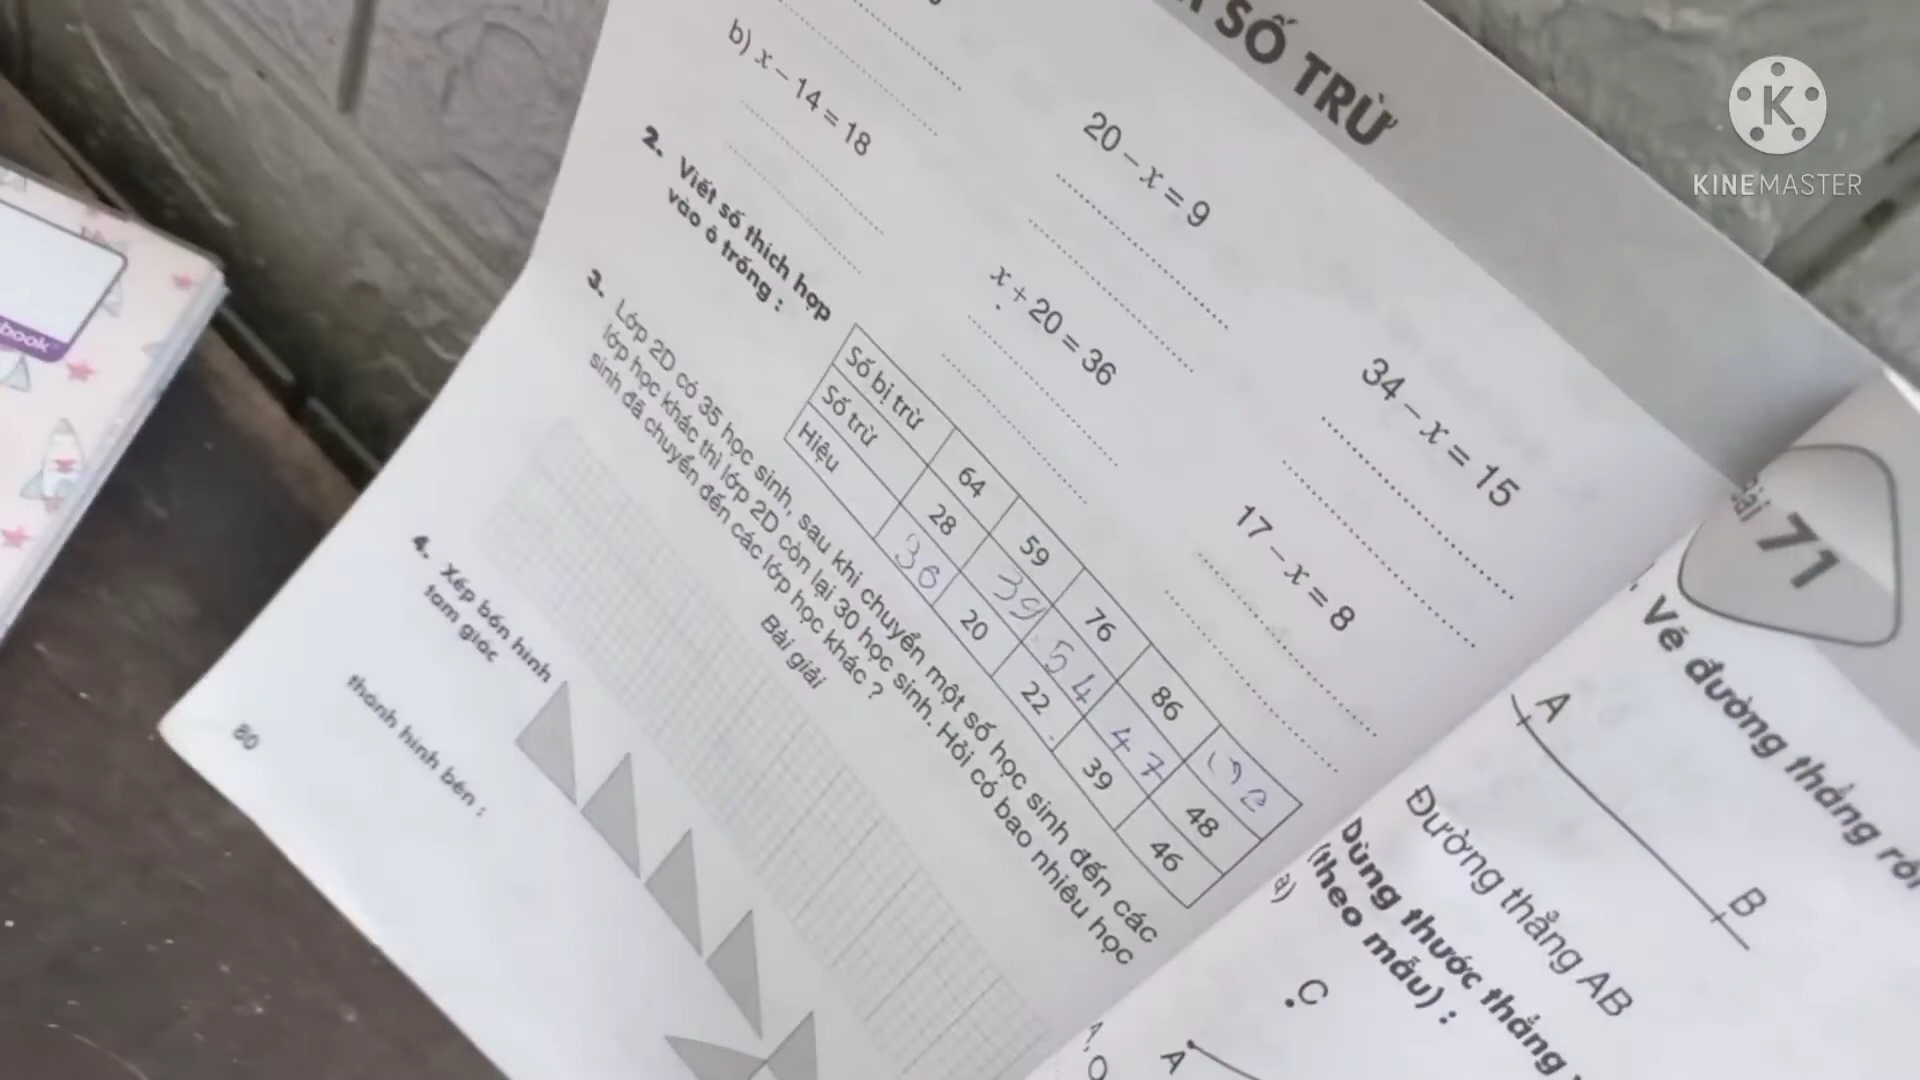 SỐ TRỪ
20 – x = 9
34 – x = 15
b) x – 14 = 18
x + 20 = 36
17 – x = 8
2. Viết số thích hợp
vào ô trống :
Số bị trừ 64 59 76 86
Số trừ 28 39 54 47 48
Hiệu 36 20 22 39 46
3. Lớp 2D có 35 học sinh, sau khi chuyển một số học sinh đến các
lớp học khác thì lớp 2D còn lại 30 học sinh. Hỏi có bao nhiêu học
sinh đã chuyển đến các lớp học khác ?
Bài giải
4. Xếp bốn hình
tam giác
thành hình bên :
80
Bài
71
Vẽ đường thẳng rồi
A
B
Đường thẳng AB
Dùng thước thẳng
(theo mẫu) :
a)
C
A
book
K
KINEMASTER